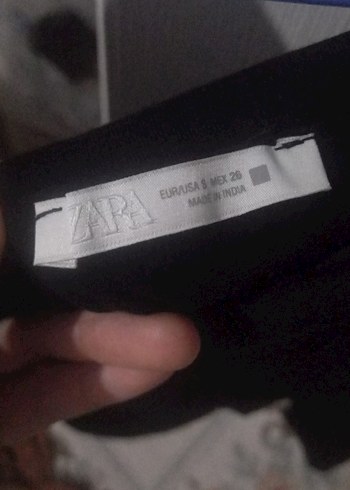 ZARA
EUR/USA S MEX 26
MADE IN INDIA